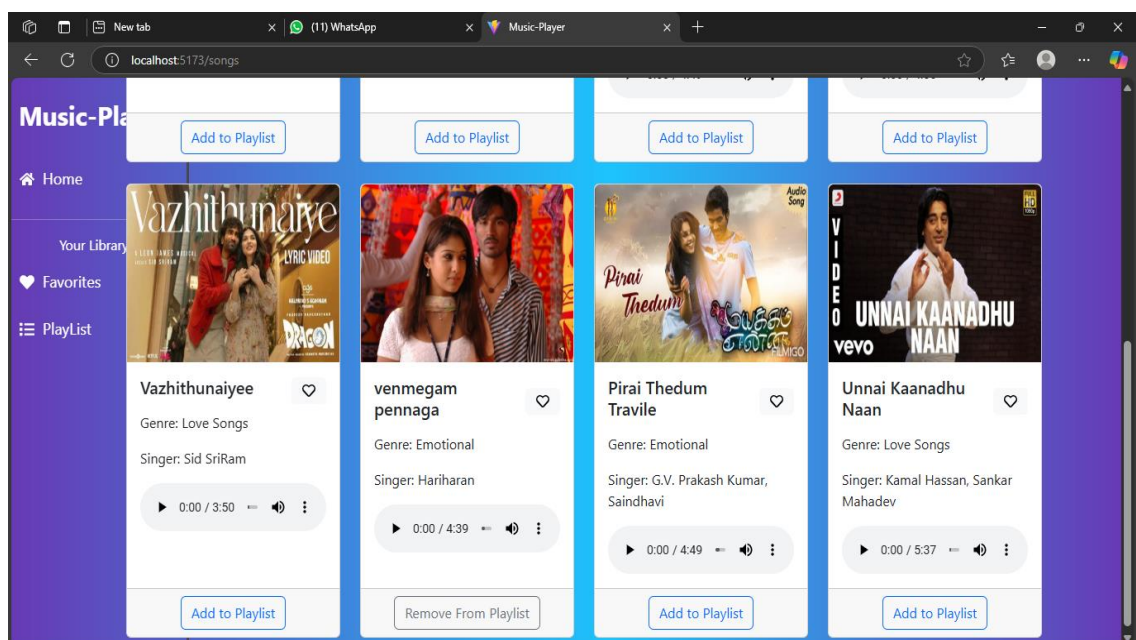 New tab
(11) WhatsApp
Music-Player
localhost:5173/songs
Music-Pla
Home
Your Library
Favorites
PlayList
Add to Playlist
Add to Playlist
Add to Playlist
Add to Playlist
Vazhithunaiye
LYRIC VIDEO
DRAGON
Vazhithunaiyee
Genre: Love Songs
Singer: Sid SriRam
0:00 / 3:50
Add to Playlist
venmegam
pennaga
Genre: Emotional
Singer: Hariharan
0:00 / 4:39
Remove From Playlist
Audio
Song
Pirai
Thedum
மயக்கம்
என்ன
FILMIGO
Pirai Thedum
Travile
Genre: Emotional
Singer: G.V. Prakash Kumar,
Saindhavi
0:00 / 4:49
Add to Playlist
VIDEO
vevo
HD
UNNAI KAANADHU
NAAN
Unnai Kaanadhu
Naan
Genre: Love Songs
Singer: Kamal Hassan, Sankar
Mahadev
0:00 / 5:37
Add to Playlist